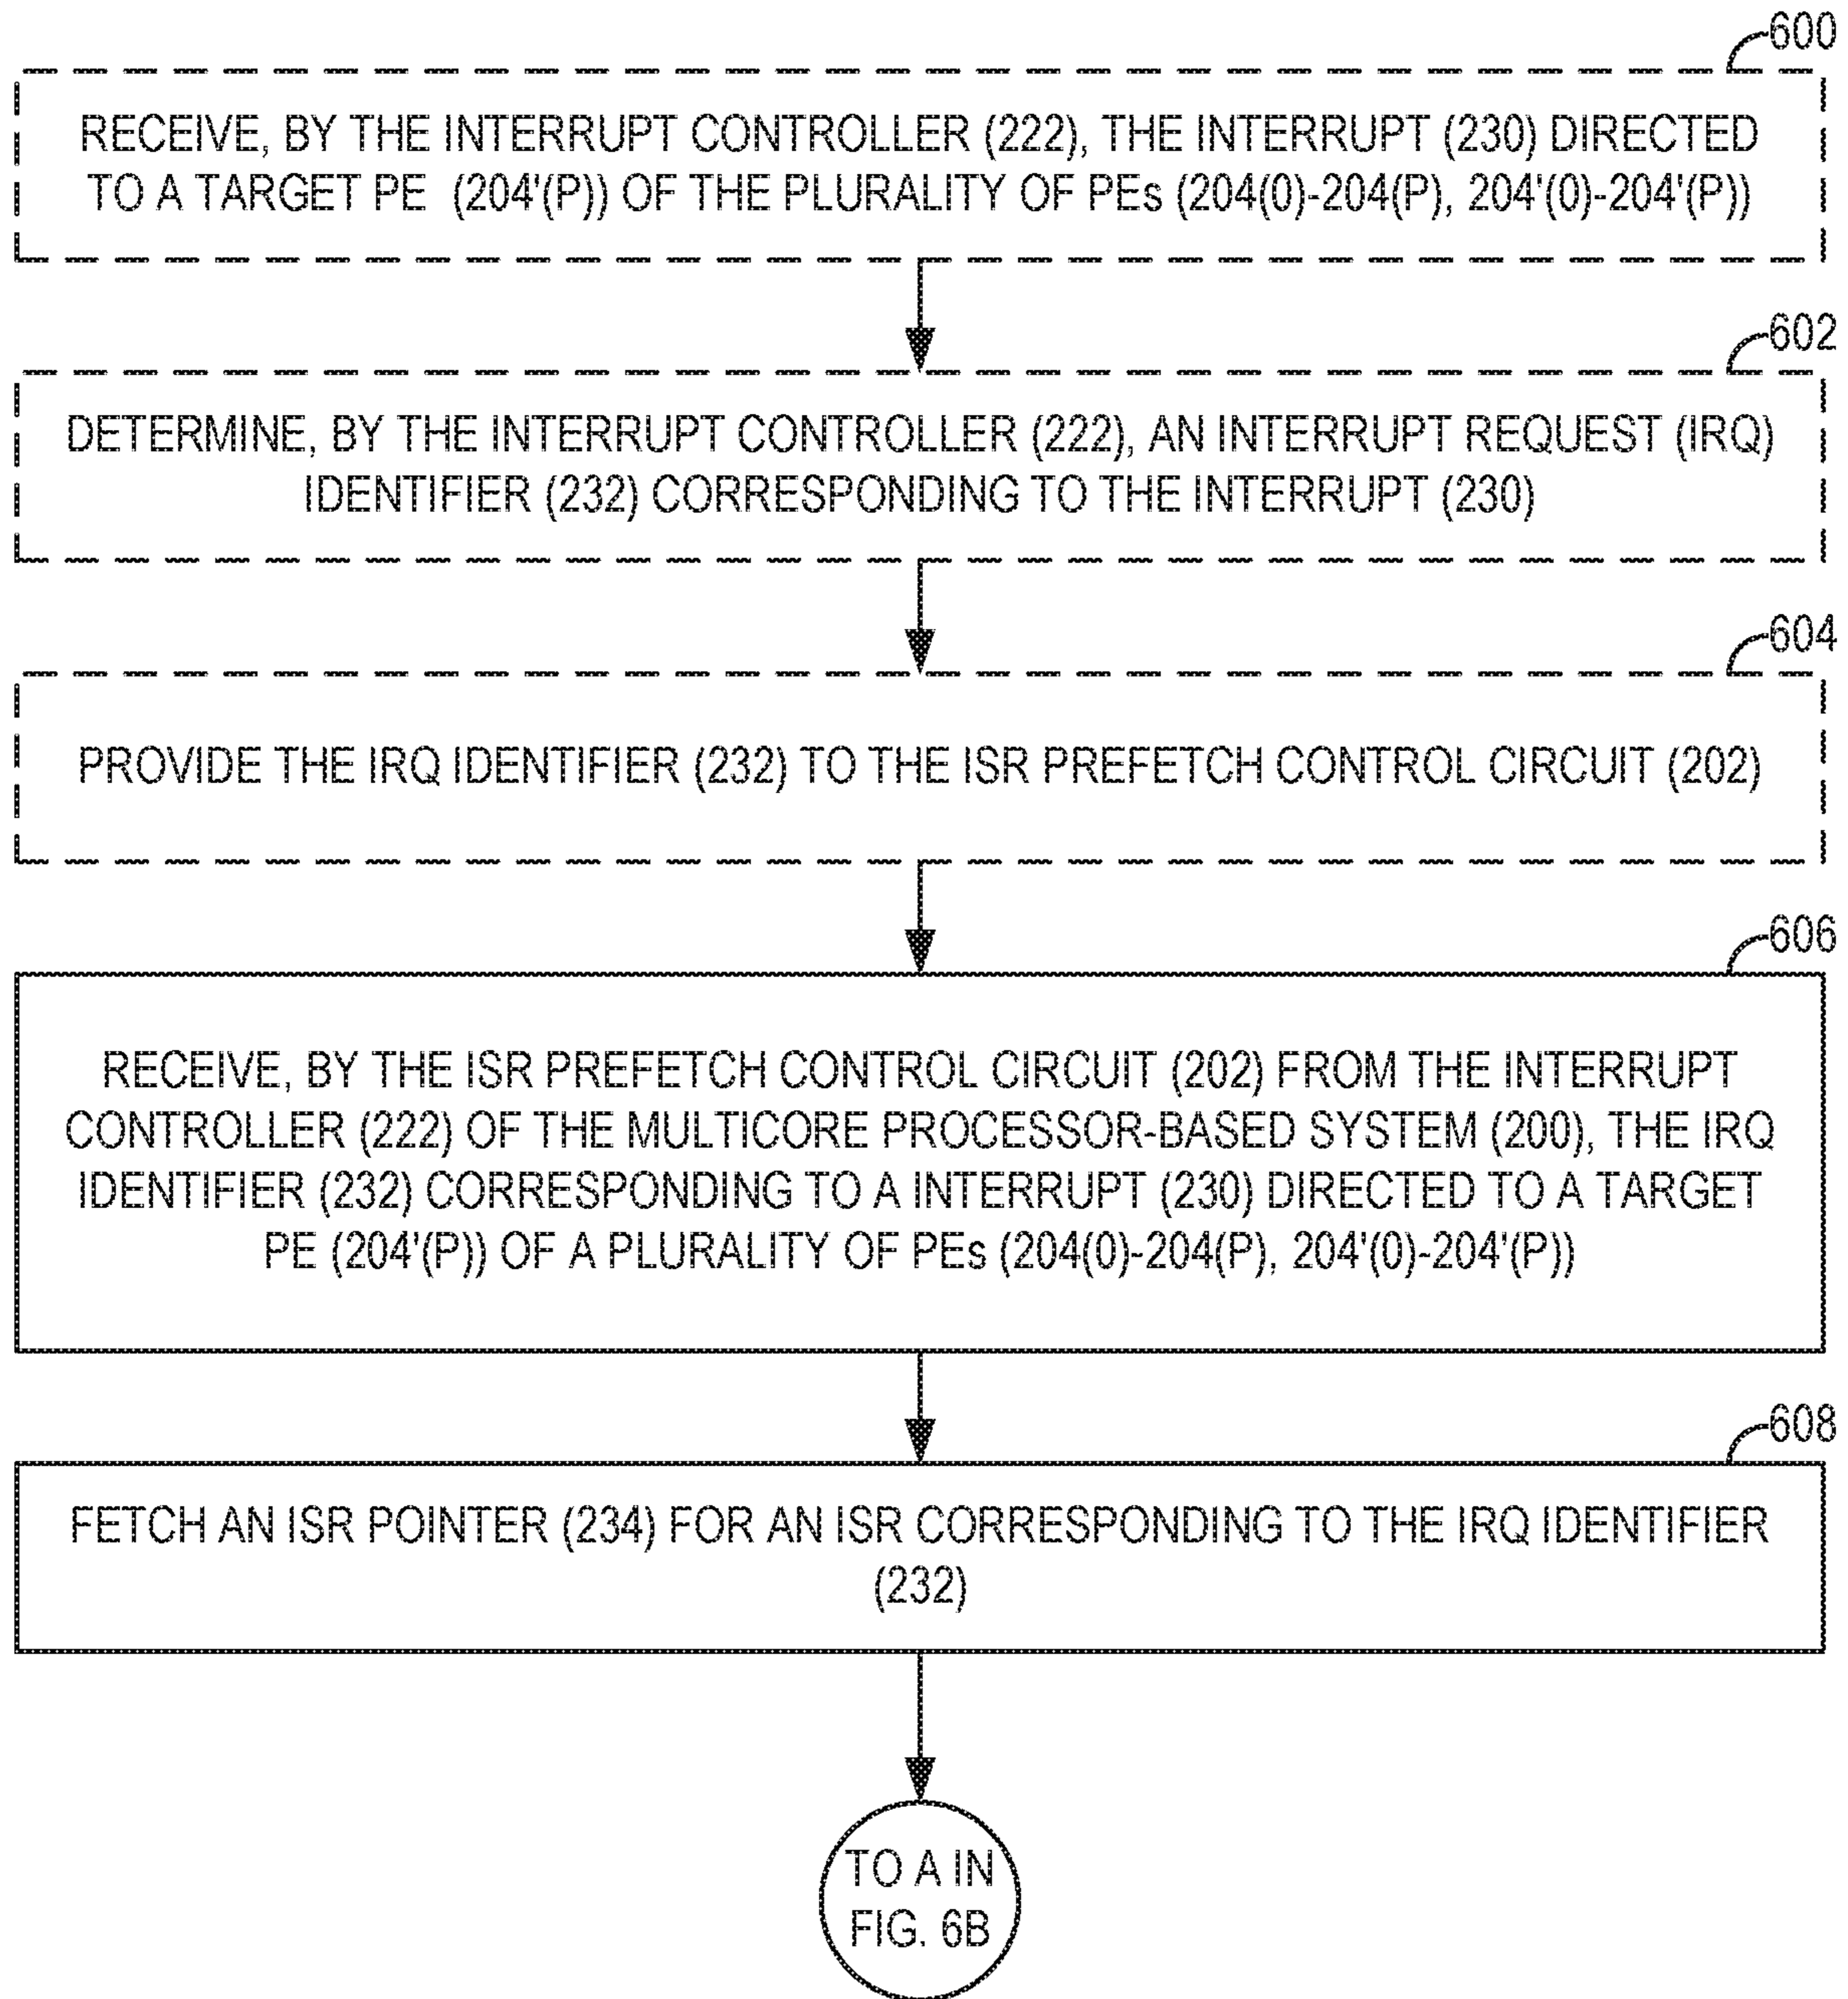 600
RECEIVE, BY THE INTERRUPT CONTROLLER (222), THE INTERRUPT (230) DIRECTED
TO A TARGET PE (204'(P)) OF THE PLURALITY OF PEs (204(0)-204(P), 204'(0)-204'(P))
602
DETERMINE, BY THE INTERRUPT CONTROLLER (222), AN INTERRUPT REQUEST (IRQ)
IDENTIFIER (232) CORRESPONDING TO THE INTERRUPT (230)
604
PROVIDE THE IRQ IDENTIFIER (232) TO THE ISR PREFETCH CONTROL CIRCUIT (202)
606
RECEIVE, BY THE ISR PREFETCH CONTROL CIRCUIT (202) FROM THE INTERRUPT
CONTROLLER (222) OF THE MULTICORE PROCESSOR-BASED SYSTEM (200), THE IRQ
IDENTIFIER (232) CORRESPONDING TO A INTERRUPT (230) DIRECTED TO A TARGET
PE (204'(P)) OF A PLURALITY OF PEs (204(0)-204(P), 204'(0)-204'(P))
608
FETCH AN ISR POINTER (234) FOR AN ISR CORRESPONDING TO THE IRQ IDENTIFIER
(232)
TO A IN
FIG. 6B